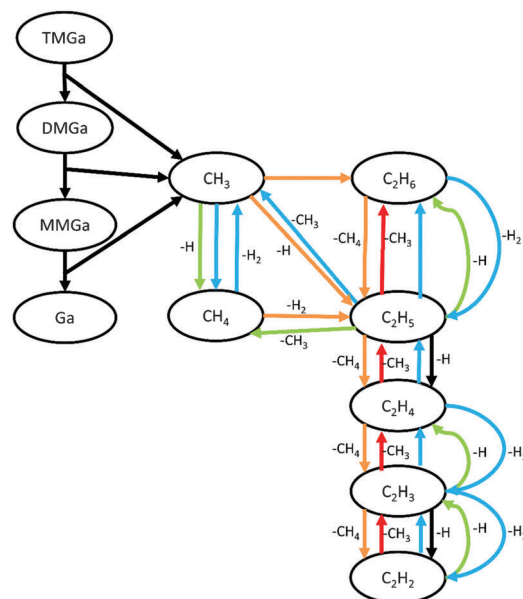 TMGa
DMGa
MMGa
Ga
CH₃
C₂H₆
-H
-H₂
-CH₃
-H
-CH₄
-CH₃
-H
-H₂
CH₄
-H₂
-CH₃
C₂H₅
-CH₄
-CH₃
-H
C₂H₄
-CH₄
-CH₃
-H
-H
C₂H₃
-CH₄
-CH₃
-H
-H
-H
C₂H₂